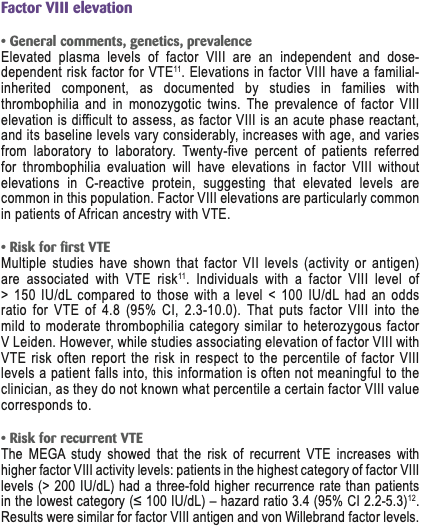 Factor VIII elevation
• General comments, genetics, prevalence
Elevated plasma levels of factor VIII are an independent and dose-
dependent risk factor for VTE11. Elevations in factor VIII have a familial-
inherited component, as documented by studies in families with
thrombophilia and in monozygotic twins. The prevalence of factor VIII
elevation is difficult to assess, as factor VIII is an acute phase reactant,
and its baseline levels vary considerably, increases with age, and varies
from laboratory to laboratory. Twenty-five percent of patients referred
for thrombophilia evaluation will have elevations in factor VIII without
elevations in C-reactive protein, suggesting that elevated levels are
common in this population. Factor VIII elevations are particularly common
in patients of African ancestry with VTE.
• Risk for first VTE
Multiple studies have shown that factor VII levels (activity or antigen)
are associated with VTE risk11. Individuals with a factor VIII level of
> 150 IU/dL compared to those with a level < 100 IU/dL had an odds
ratio for VTE of 4.8 (95% CI, 2.3-10.0). That puts factor VIII into the
mild to moderate thrombophilia category similar to heterozygous factor
V Leiden. However, while studies associating elevation of factor VIII with
VTE risk often report the risk in respect to the percentile of factor VIII
levels a patient falls into, this information is often not meaningful to the
clinician, as they do not known what percentile a certain factor VIII value
corresponds to.
• Risk for recurrent VTE
The MEGA study showed that the risk of recurrent VTE increases with
higher factor VIII activity levels: patients in the highest category of factor VIII
levels (> 200 IU/dL) had a three-fold higher recurrence rate than patients
in the lowest category (≤ 100 IU/dL) – hazard ratio 3.4 (95% CI 2.2-5.3)12.
Results were similar for factor VIII antigen and von Willebrand factor levels.